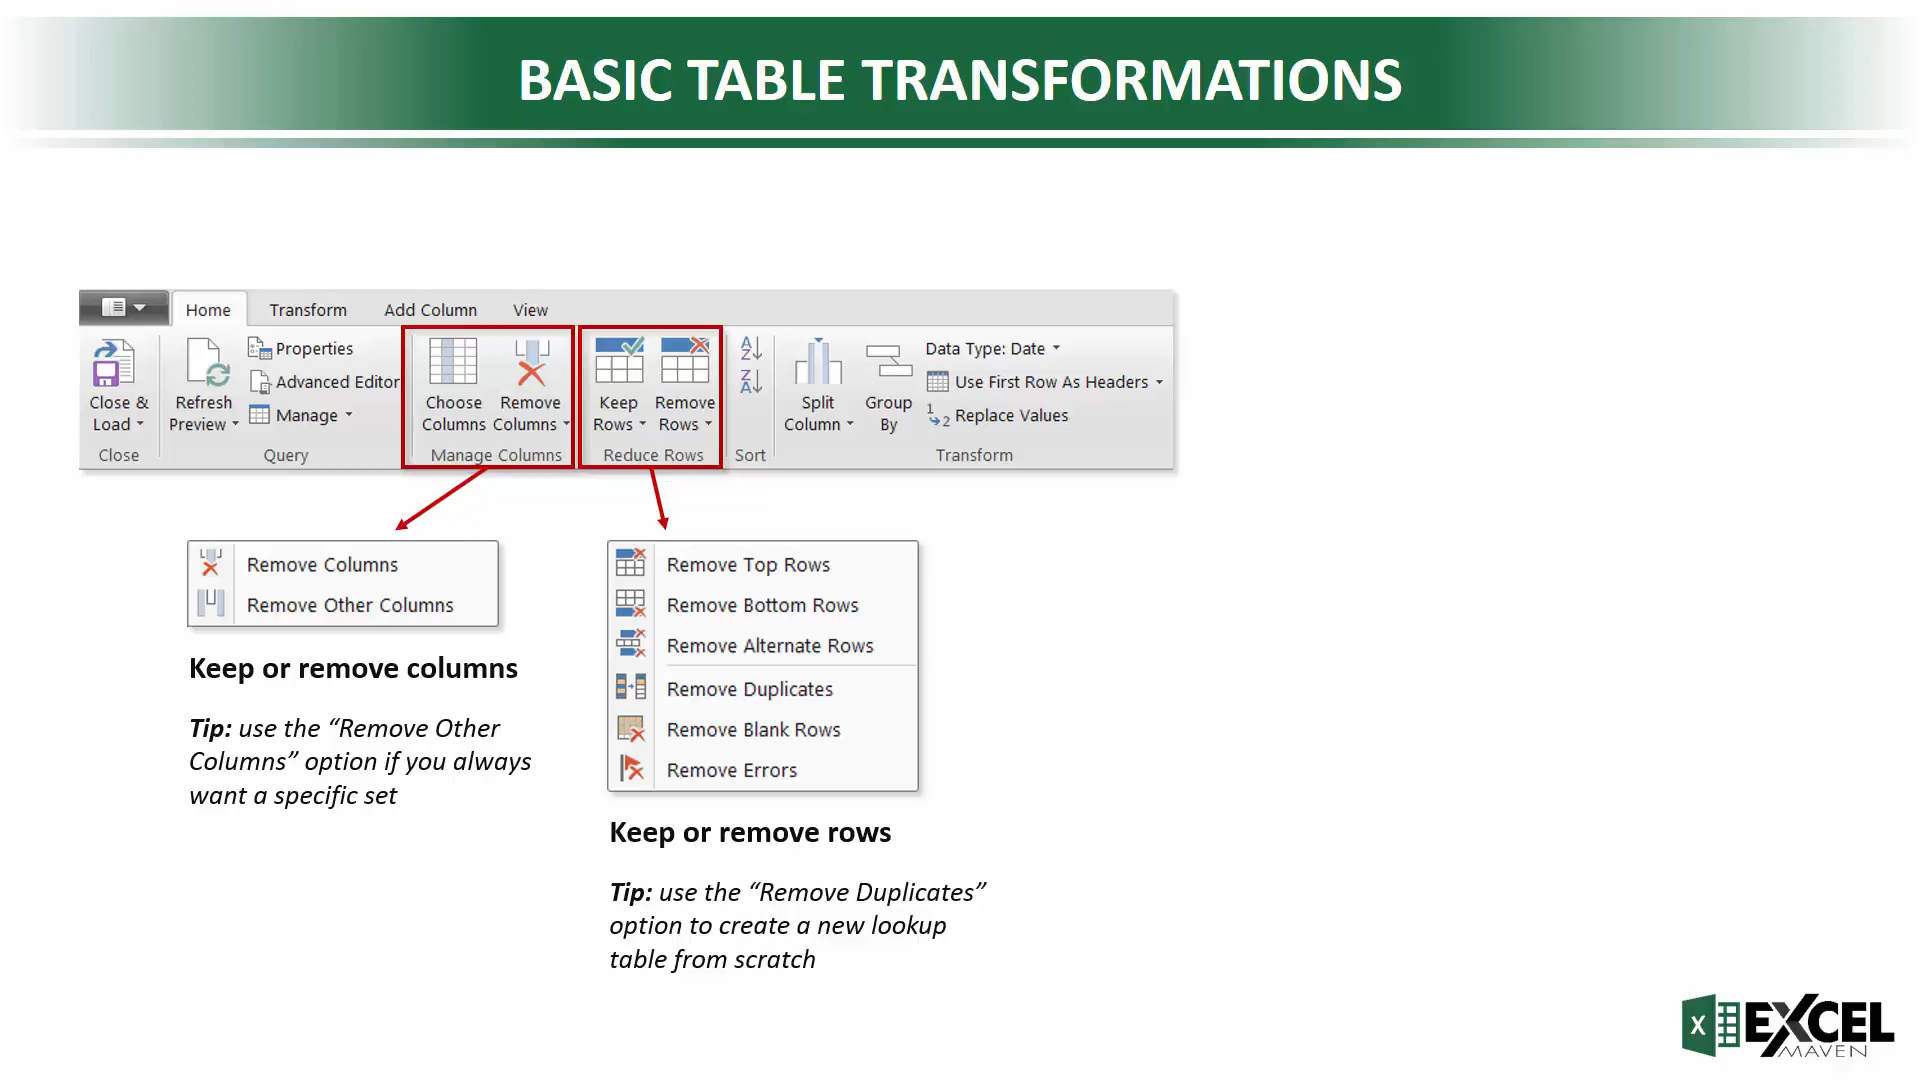 BASIC TABLE TRANSFORMATIONS
Home Transform Add Column View
Close & Load
Close
Refresh Preview
Properties
Advanced Editor
Manage
Query
Choose Columns
Remove Columns
Manage Columns
Keep Rows
Remove Rows
Reduce Rows
A
Z
Z
A
Sort
Split Column
Group By
Data Type: Date
Use First Row As Headers
1
2 Replace Values
Transform
Remove Columns
Remove Other Columns
Keep or remove columns
Tip: use the “Remove Other
Columns” option if you always
want a specific set
Remove Top Rows
Remove Bottom Rows
Remove Alternate Rows
Remove Duplicates
Remove Blank Rows
Remove Errors
Keep or remove rows
Tip: use the “Remove Duplicates”
option to create a new lookup
table from scratch
X
EXCEL
MAVEN